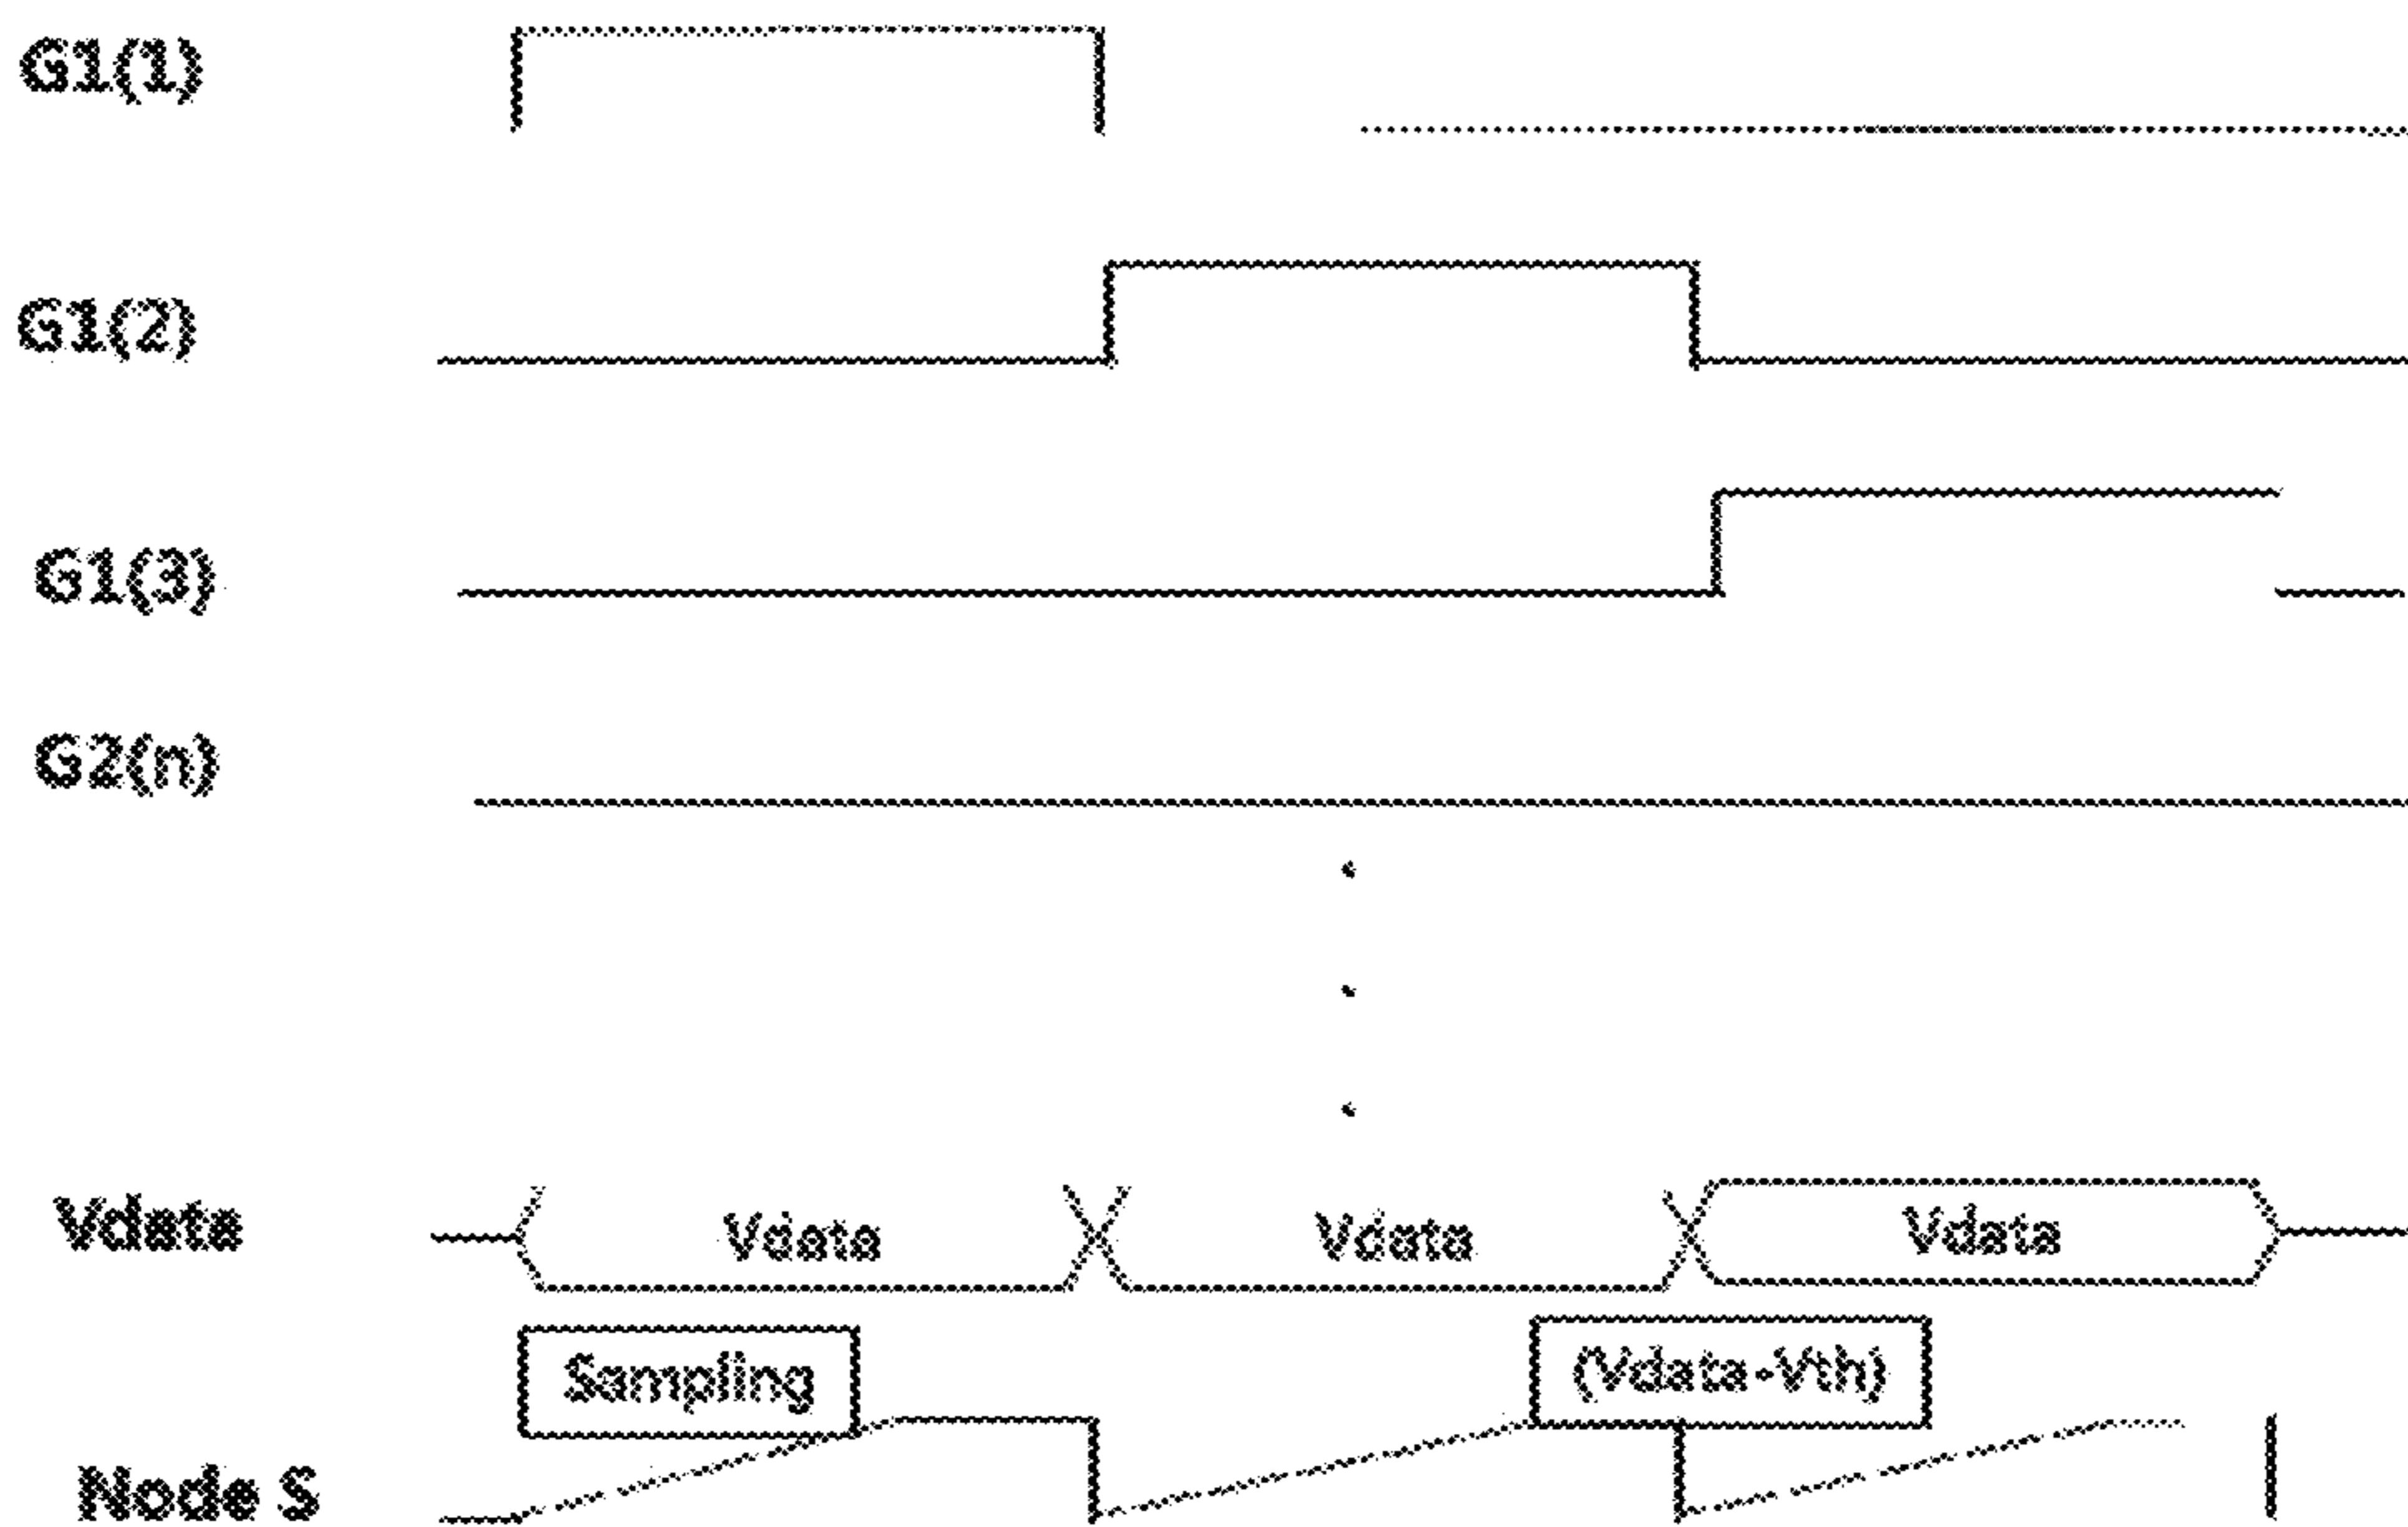 G1(1)
G1(2)
G1(3)
G2(n)
Vdata
Vdata
Vdata
Vdata
Sampling
(Vdata-Vth)
Node S